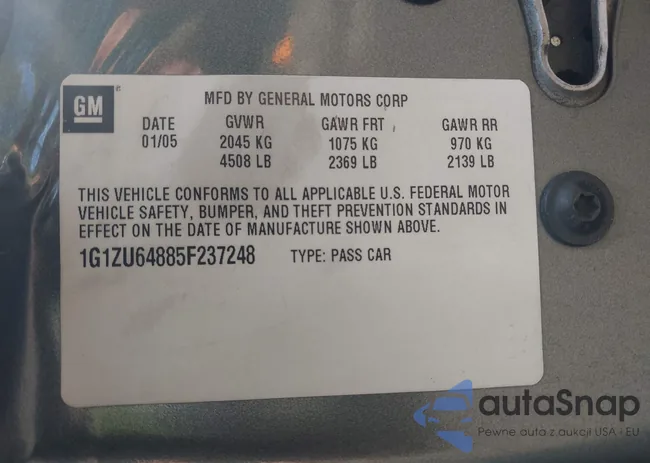 GM
MFD BY GENERAL MOTORS CORP
DATE GVWR GAWR FRT GAWR RR
01/05 2045 KG 1075 KG 970 KG
4508 LB 2369 LB 2139 LB
THIS VEHICLE CONFORMS TO ALL APPLICABLE U.S. FEDERAL MOTOR
VEHICLE SAFETY, BUMPER, AND THEFT PREVENTION STANDARDS IN
EFFECT ON THE DATE OF MANUFACTURE SHOWN ABOVE.
1G1ZU64885F237248 TYPE: PASS CAR
autaSnap
Pewne auta z aukcji USA - EU